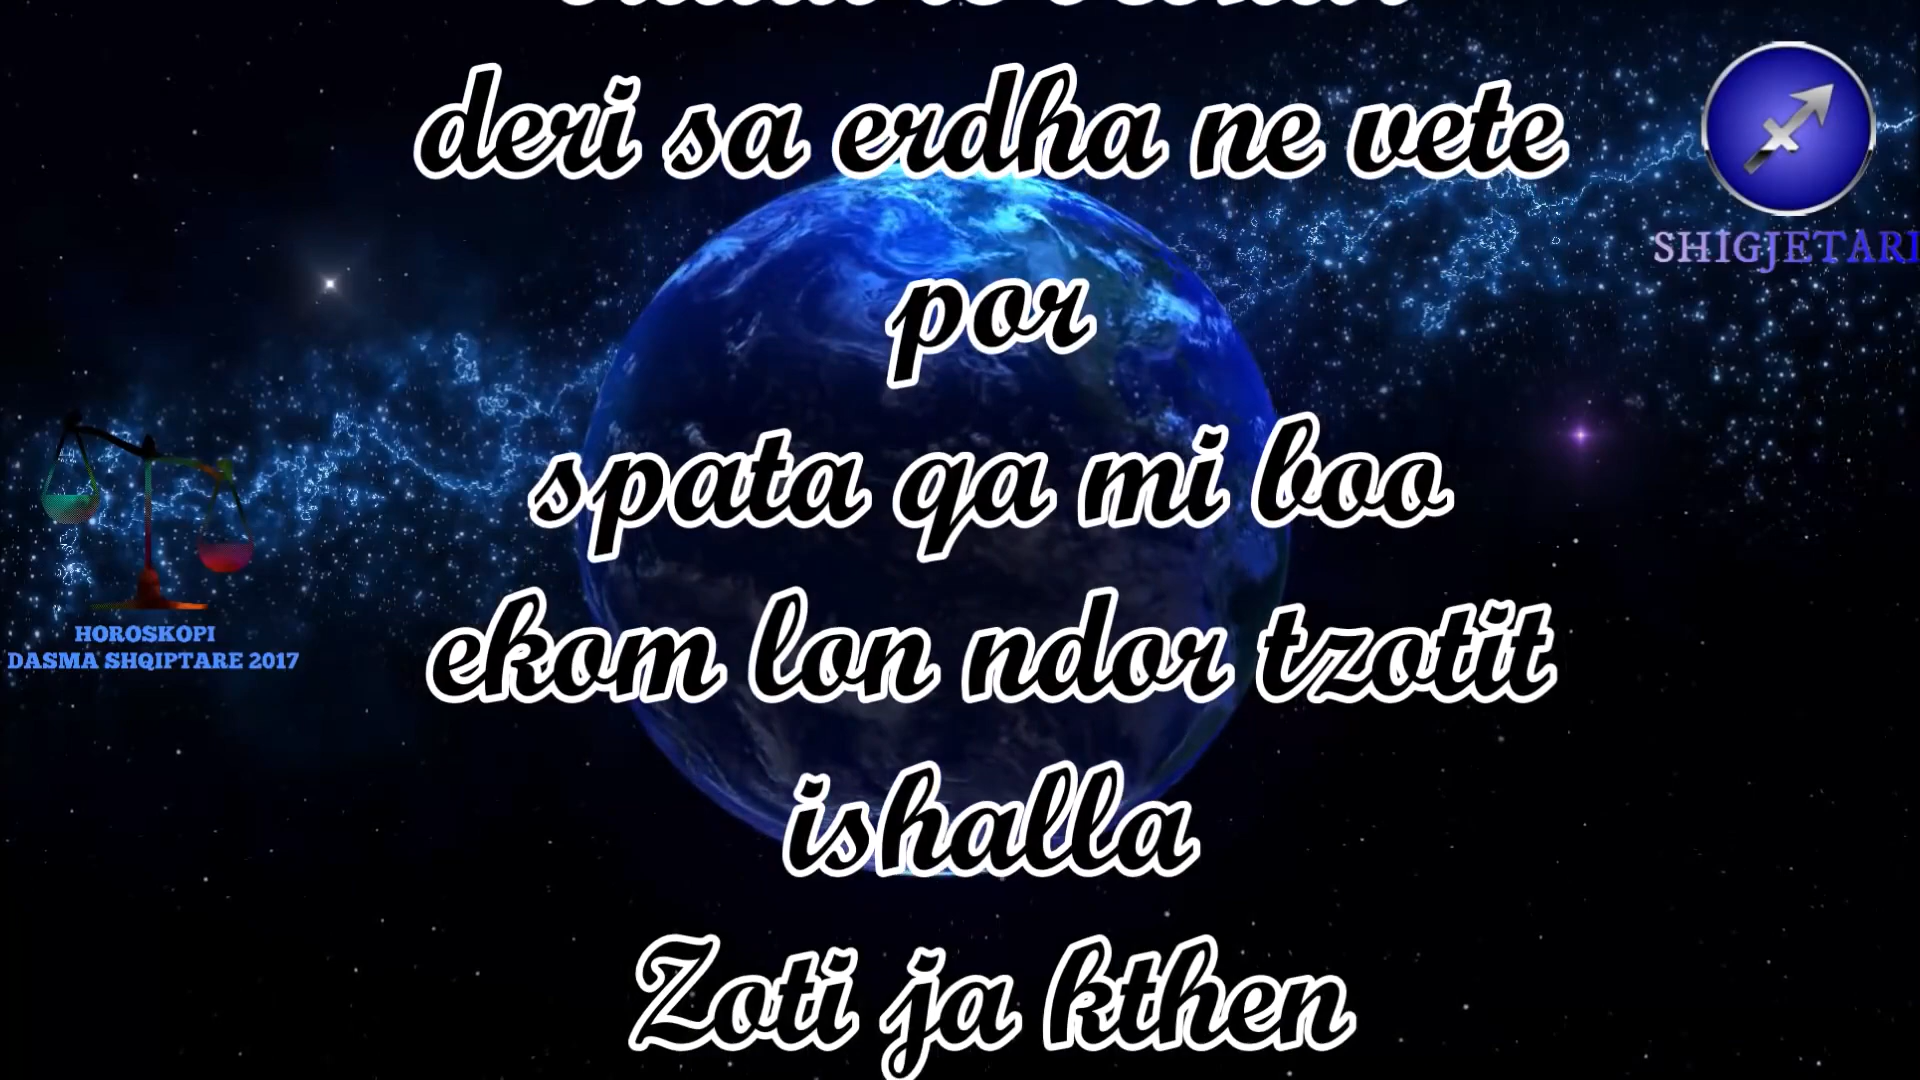 deri sa erdha ne vete
por
spata qa mi boo
ekom lon ndor tzotit
ishalla
Zoti ja kthen
SHIGJETARI
HOROSKOPI
DASMA SHQIPTARE 2017